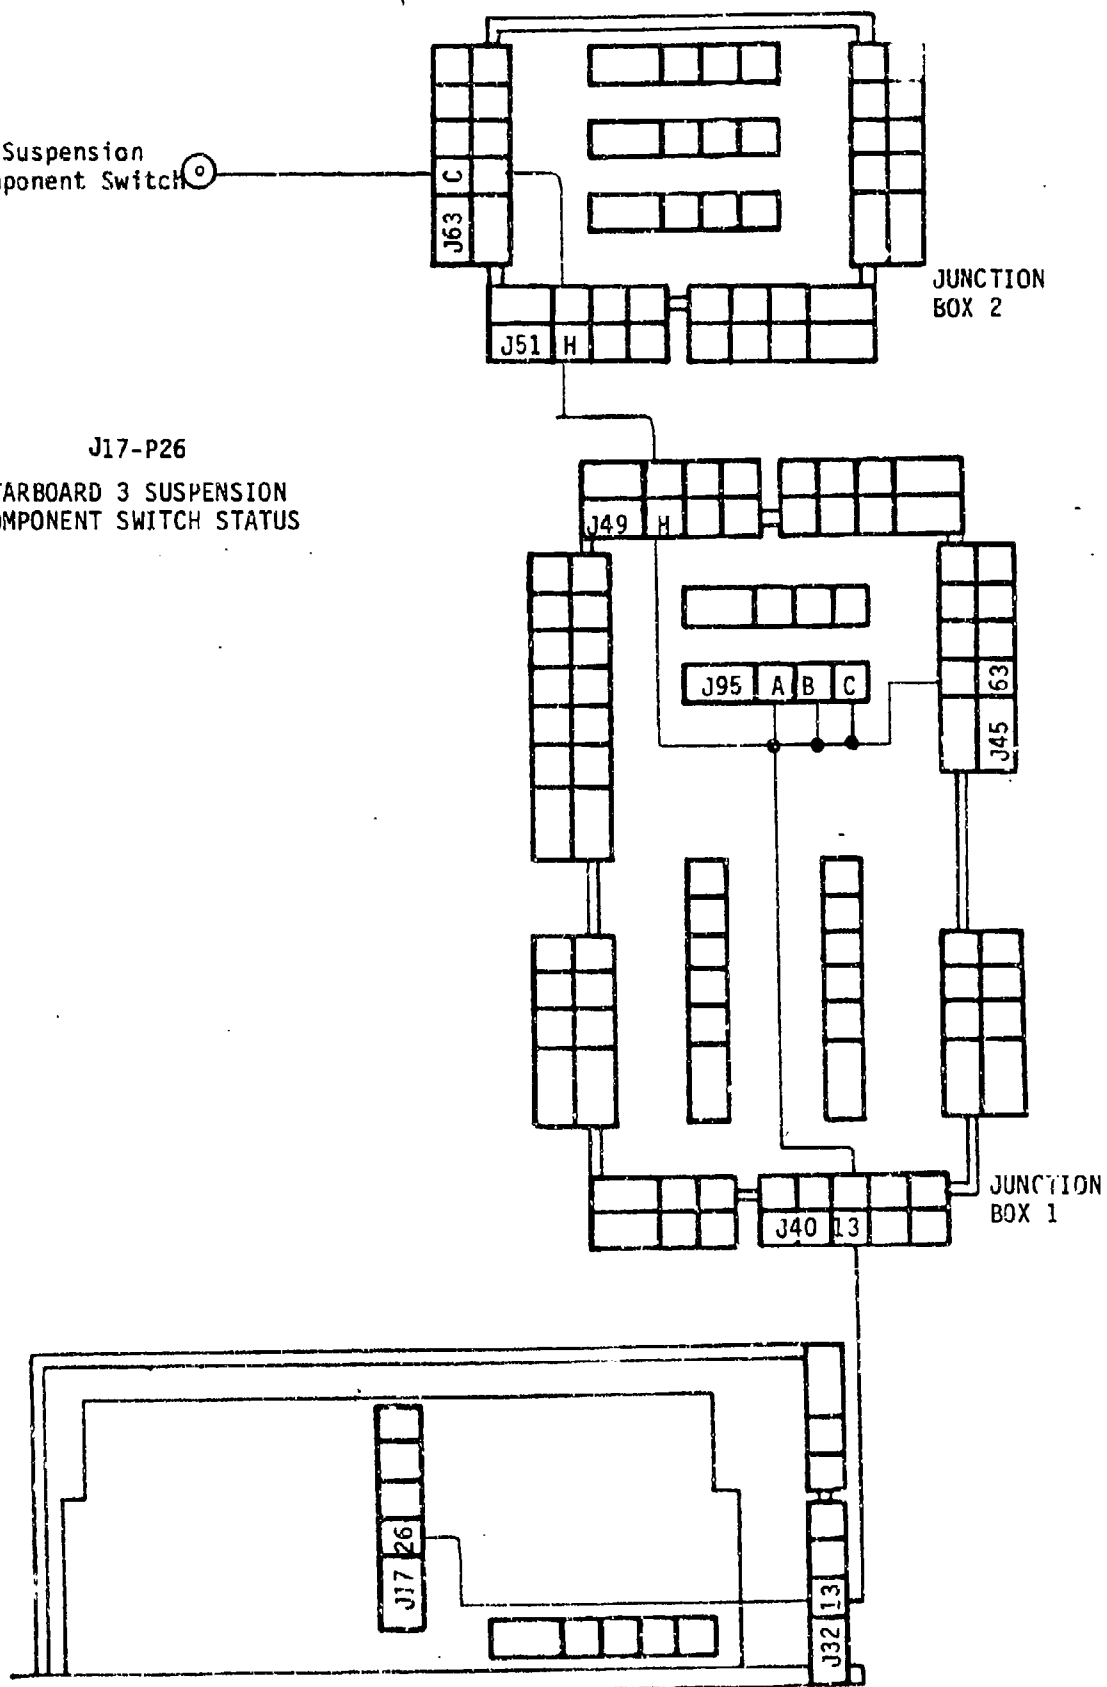 Suspension
ponent Switch
C
J63
JUNCTION
BOX 2
J51 H
J17-P26
TARBOARD 3 SUSPENSION
OMPONENT SWITCH STATUS
J49 H
J95 A B C
63
J45
JUNCTION
BOX 1
J40 13
26
J17
13
J32